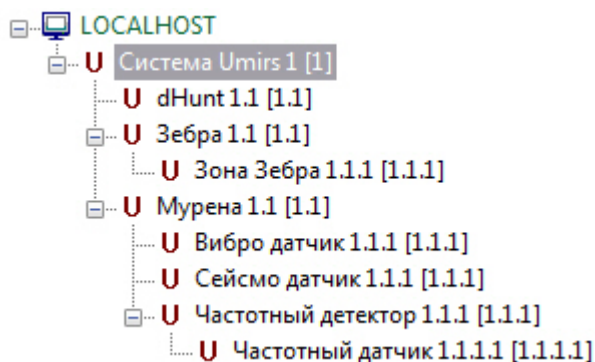 LOCALHOST
U Система Umirs 1 [1]
U dHunt 1.1 [1.1]
U Зебра 1.1 [1.1]
U Зона Зебра 1.1.1 [1.1.1]
U Мурена 1.1 [1.1]
U Вибро датчик 1.1.1 [1.1.1]
U Сейсмо датчик 1.1.1 [1.1.1]
U Частотный детектор 1.1.1 [1.1.1]
U Частотный датчик 1.1.1.1 [1.1.1.1]